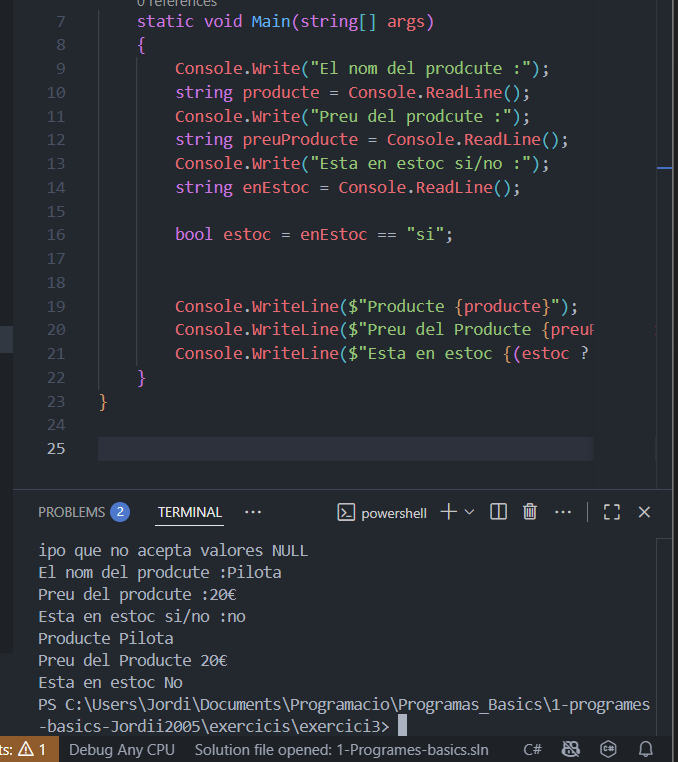 0 references
7 static void Main(string[] args)
8 {
9 Console.Write("El nom del prodcute :");
10 string producte = Console.ReadLine();
11 Console.Write("Preu del prodcute :");
12 string preuProducte = Console.ReadLine();
13 Console.Write("Esta en estoc si/no :");
14 string enEstoc = Console.ReadLine();
15
16 bool estoc = enEstoc == "si";
17
18
19 Console.WriteLine($"Producte {producte}");
20 Console.WriteLine($"Preu del Producte {preuP
21 Console.WriteLine($"Esta en estoc {(estoc ?
22 }
23 }
24
25
PROBLEMS 2 TERMINAL ... powershell
ipo que no acepta valores NULL
El nom del prodcute :Pilota
Preu del prodcute :20€
Esta en estoc si/no :no
Producte Pilota
Preu del Producte 20€
Esta en estoc No
PS C:\Users\Jordi\Documents\Programacio\Programas_Basics\1-programes
-basics-Jordii2005\exercicis\exercici3>
ts: 1 Debug Any CPU Solution file opened: 1-Programes-basics.sln C#